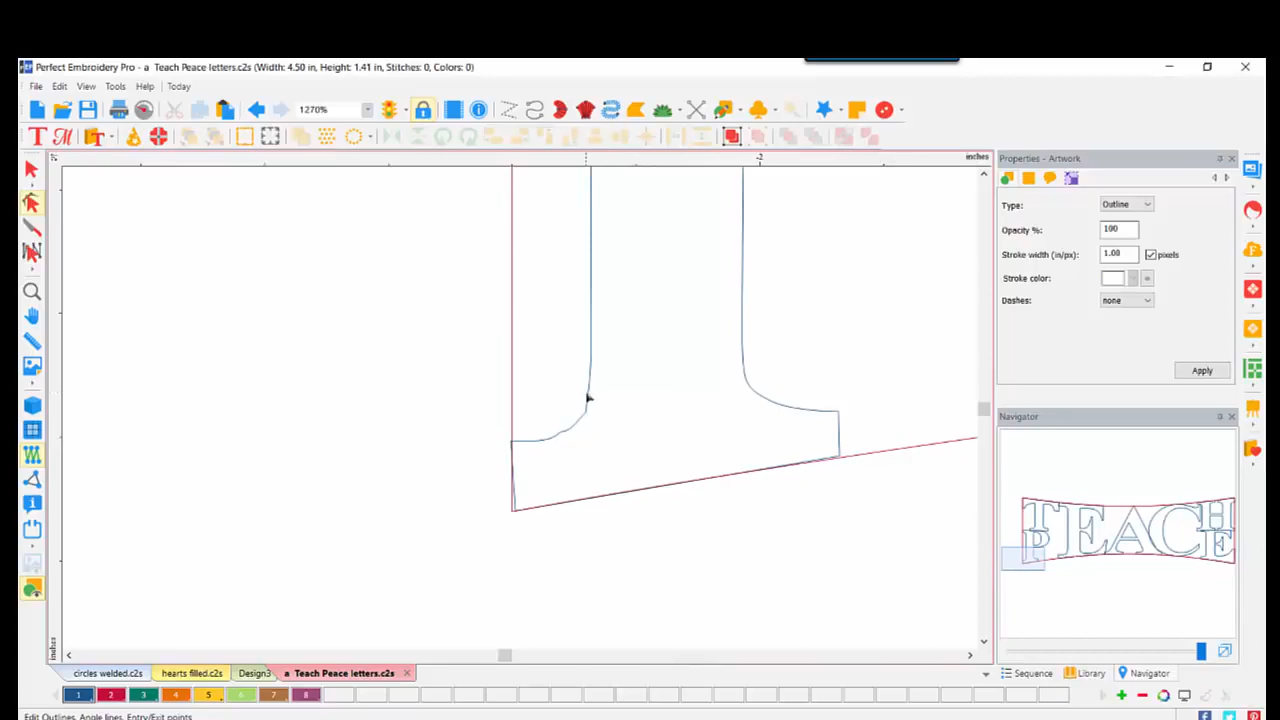 Perfect Embroidery Pro - a Teach Peace letters.c2s (Width: 4.50 in, Height: 1.41 in, Stitches: 0, Colors: 0)
File Edit View Tools Help Today
1270%
T M T
-2 inches
Properties - Artwork
Type: Outline
Opacity %: 100
Stroke width (in/px): 1.00 pixels
Stroke color:
Dashes: none
Apply
Navigator
TEACH
P E
circles welded.c2s hearts filled.c2s Design3 a Teach Peace letters.c2s
Sequence Library Navigator
1 2 3 4 5 6 7 8
Edit Outlines, Angle lines, Entry/Exit points